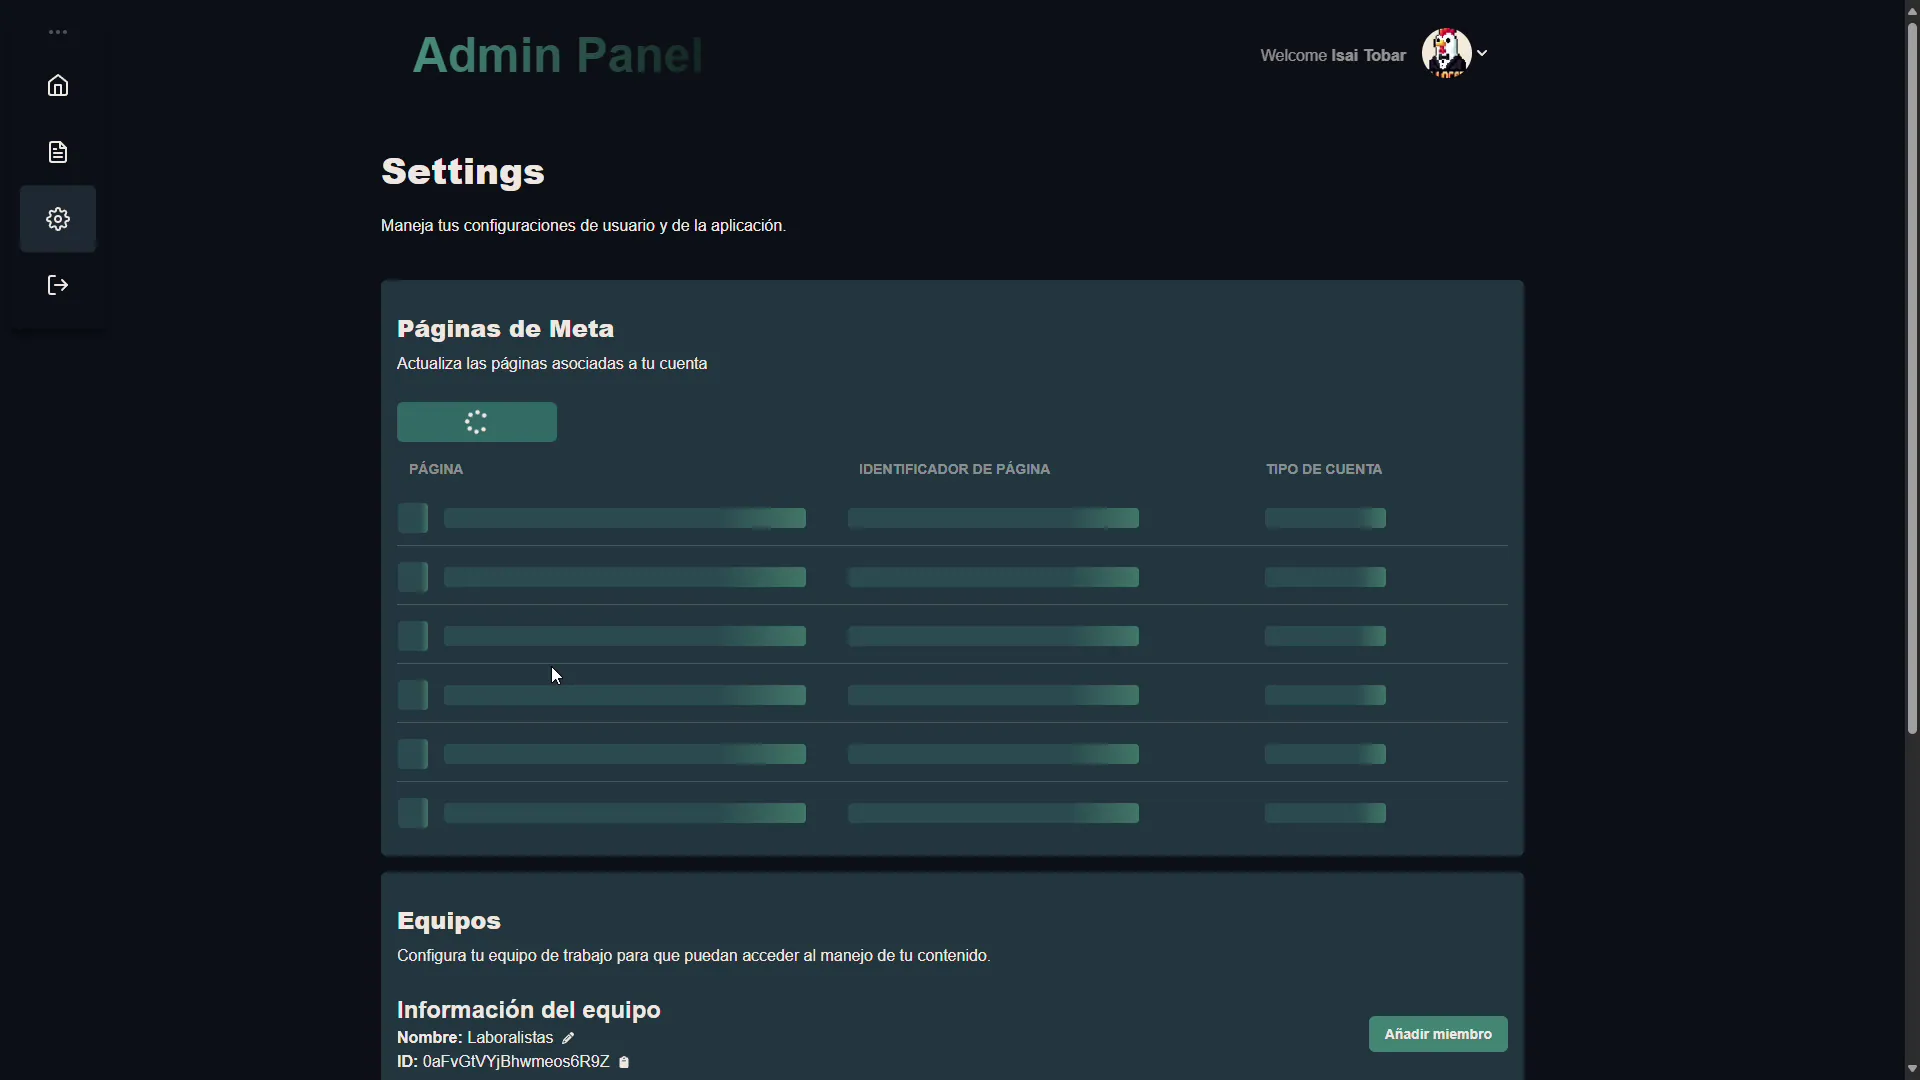 Admin Panel
Welcome Isai Tobar
Settings
Maneja tus configuraciones de usuario y de la aplicación.
Páginas de Meta
Actualiza las páginas asociadas a tu cuenta
PÁGINA
IDENTIFICADOR DE PÁGINA
TIPO DE CUENTA
Equipos
Configura tu equipo de trabajo para que puedan acceder al manejo de tu contenido.
Información del equipo
Nombre: Laboralistas
ID: 0aFvGtVYjBhwmeos6R9Z
Añadir miembro